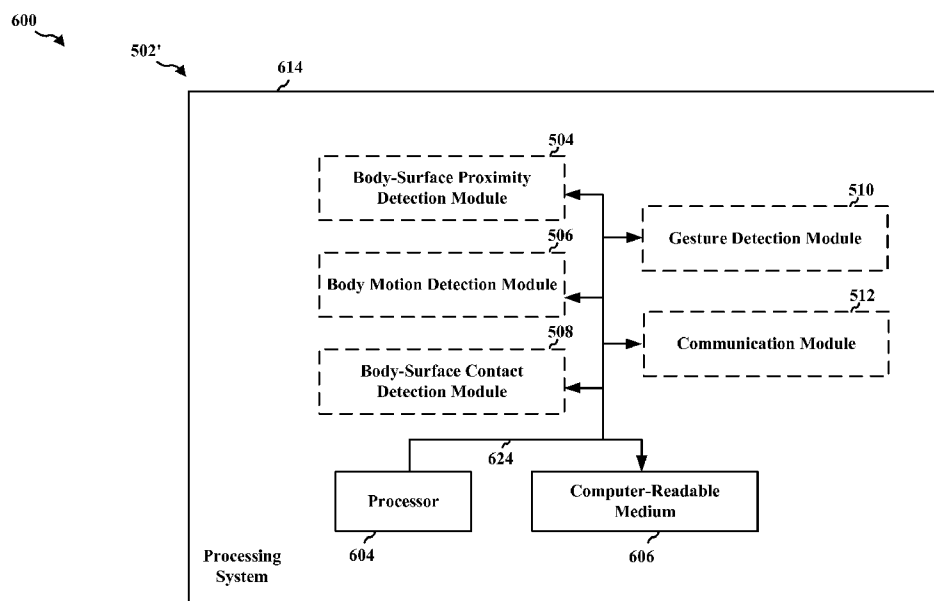 600
502'
614
504
Body-Surface Proximity
Detection Module
510
Gesture Detection Module
506
Body Motion Detection Module
512
Communication Module
508
Body-Surface Contact
Detection Module
624
Processor
Computer-Readable
Medium
604
606
Processing
System